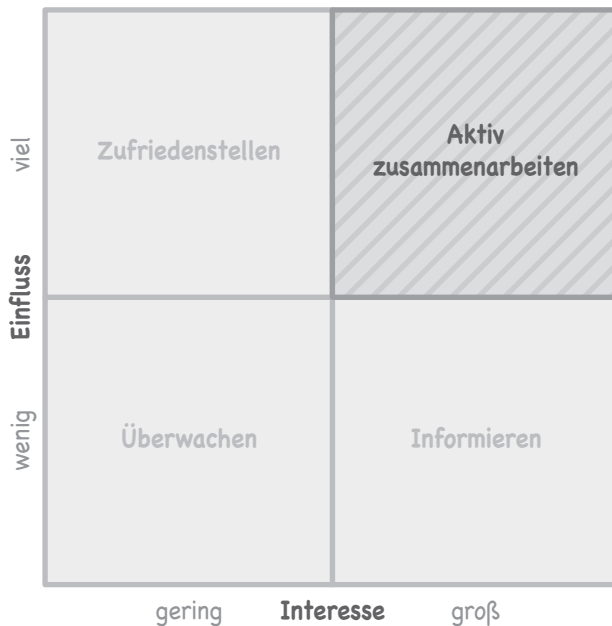 viel
Zufriedenstellen
Aktiv
zusammenarbeiten
Einfluss
wenig
Überwachen
Informieren
gering
Interesse
groß